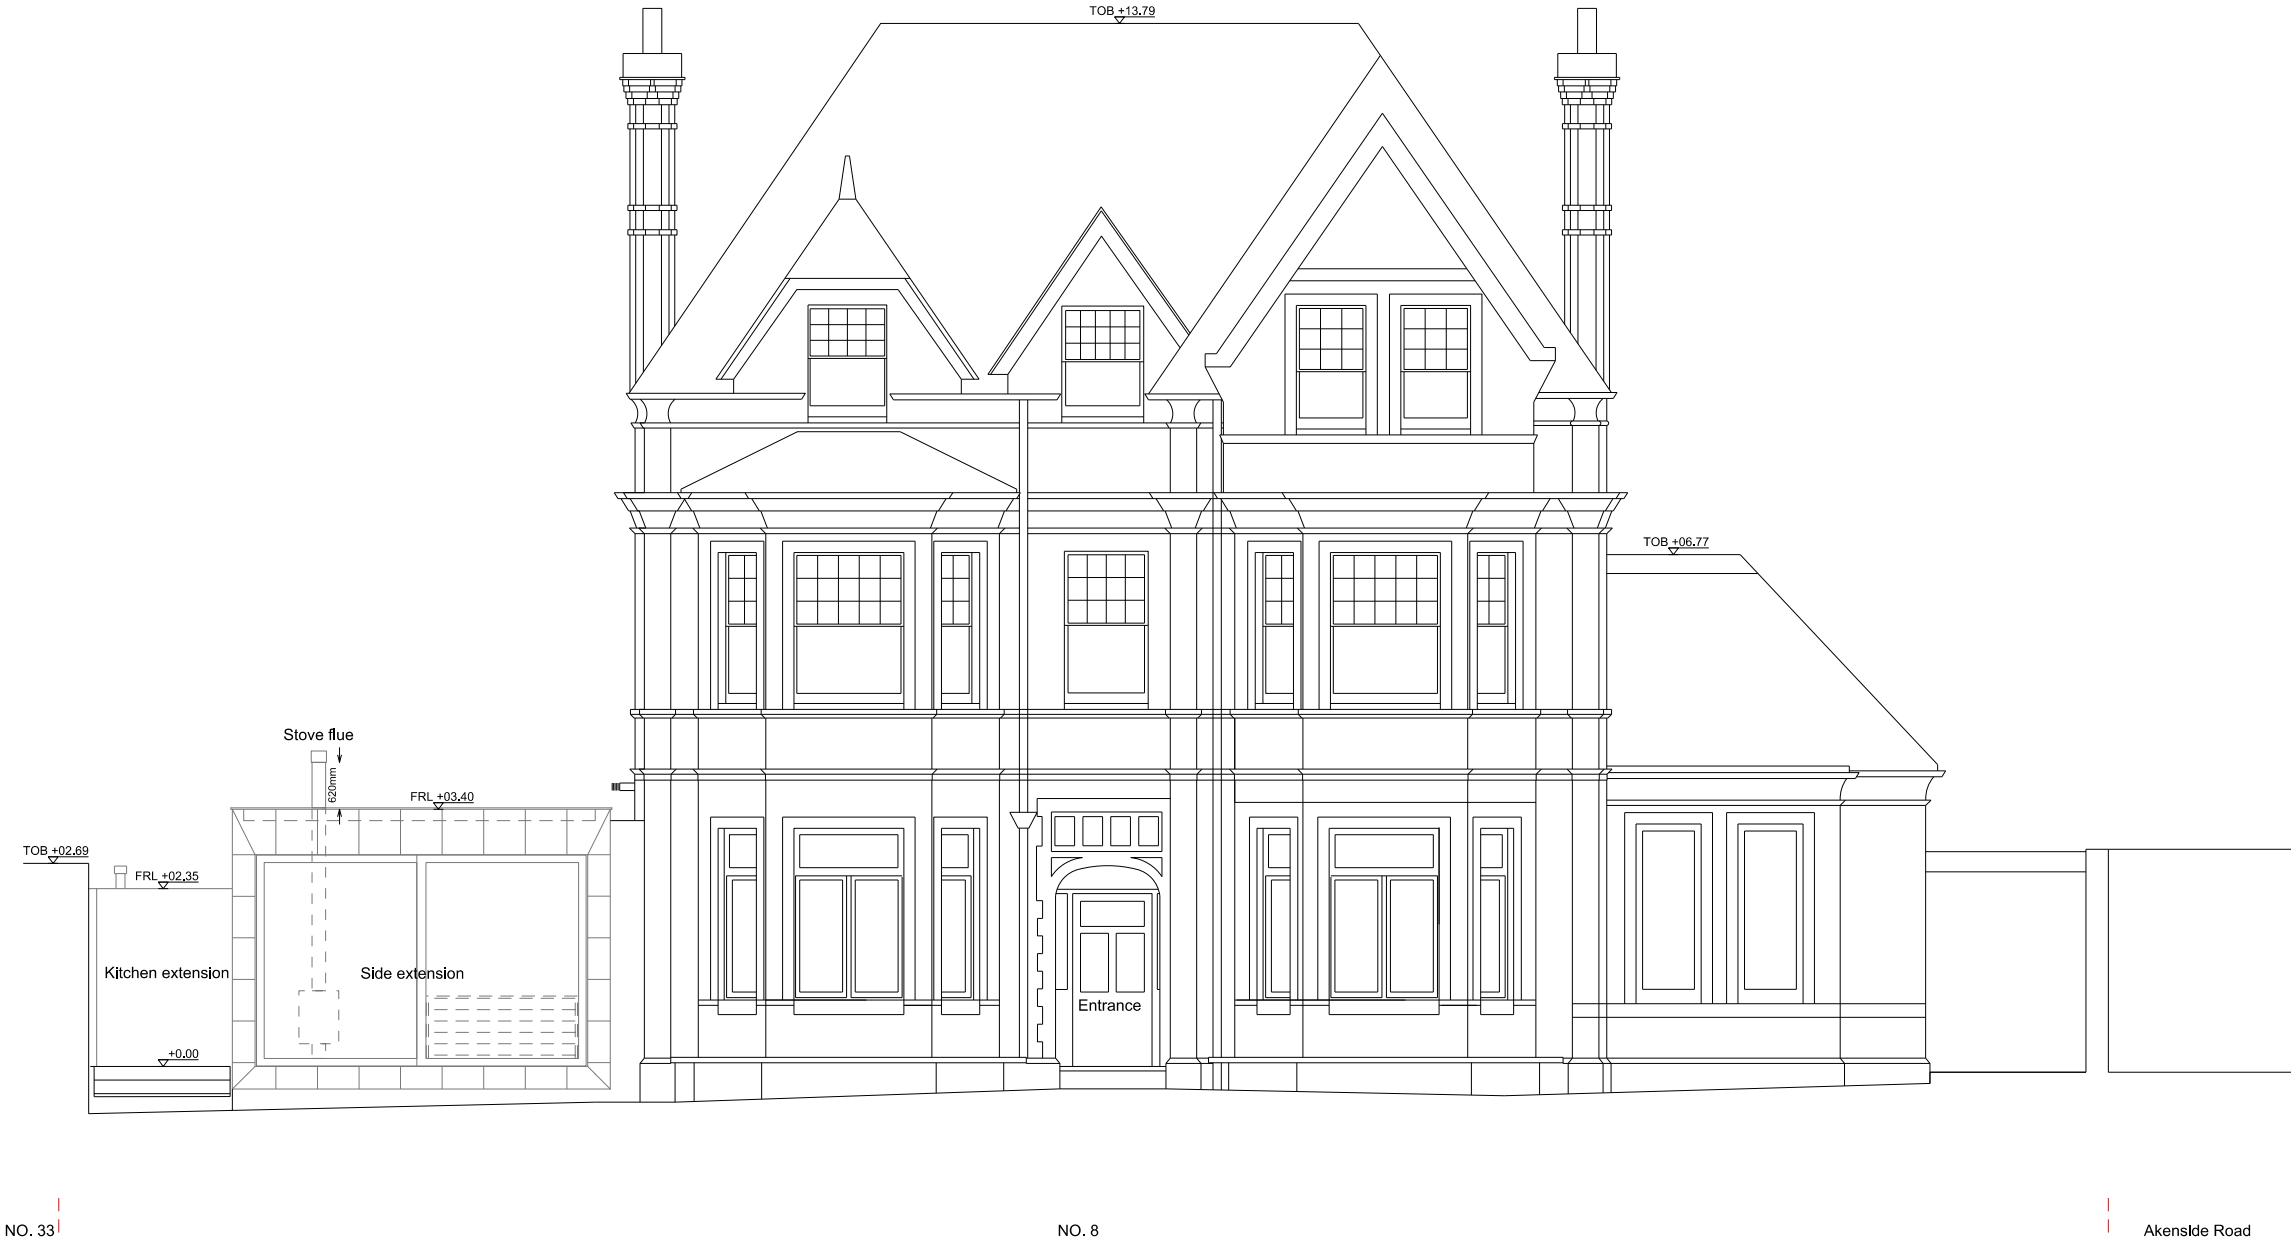 TOB +13.79
TOB +06.77
Stove flue
620mm
FRL +03.40
TOB +02.69
FRL +02.35
Kitchen extension
Side extension
Entrance
+0.00
NO. 33
NO. 8
Akenside Road